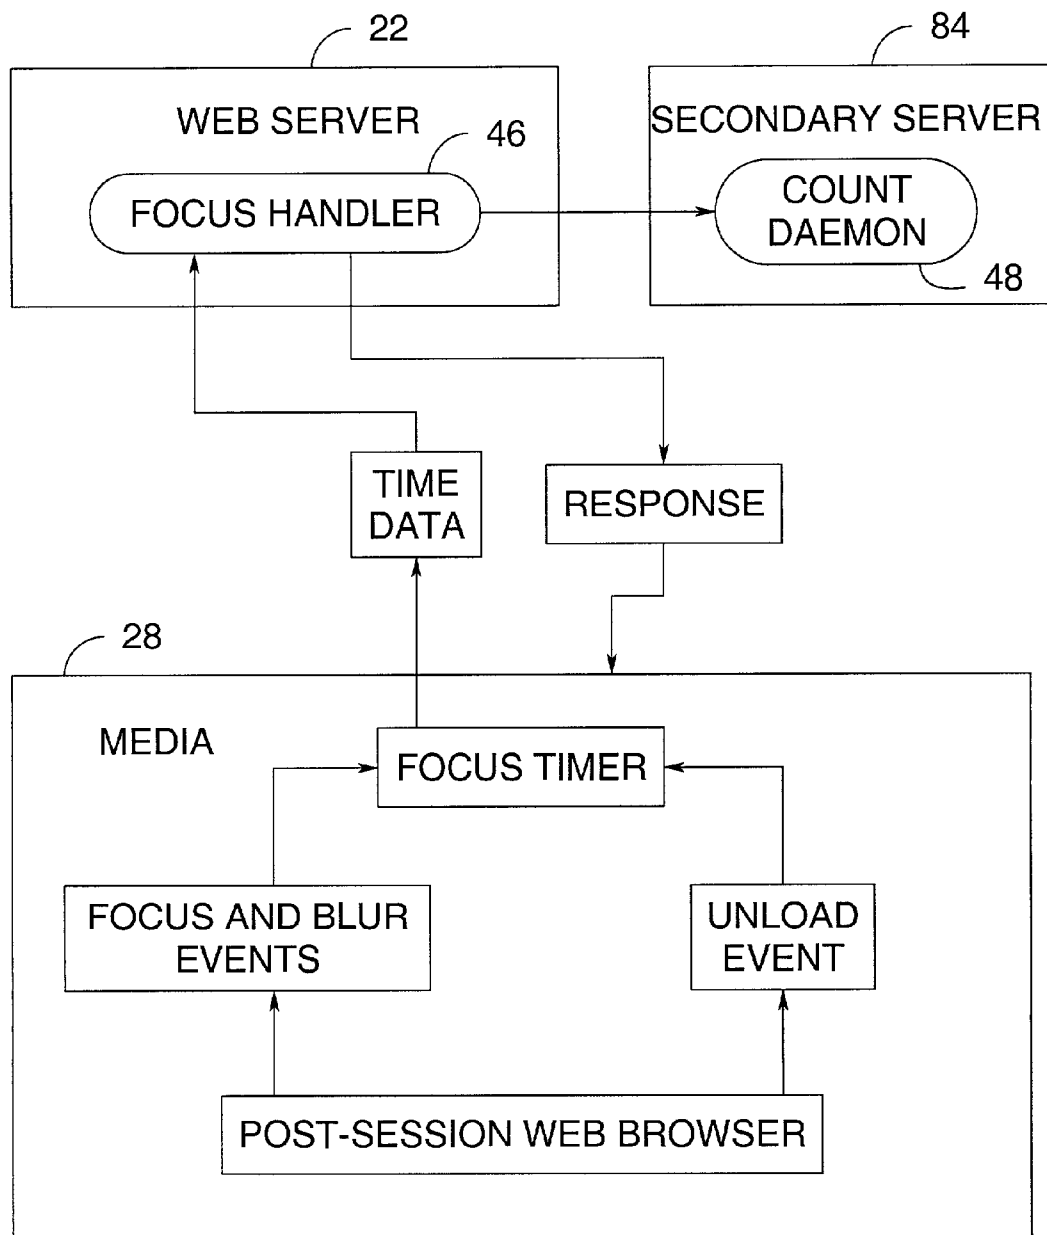 22
84
WEB SERVER
SECONDARY SERVER
46
FOCUS HANDLER
COUNT
DAEMON
48
TIME
DATA
RESPONSE
28
MEDIA
FOCUS TIMER
FOCUS AND BLUR
EVENTS
UNLOAD
EVENT
POST-SESSION WEB BROWSER